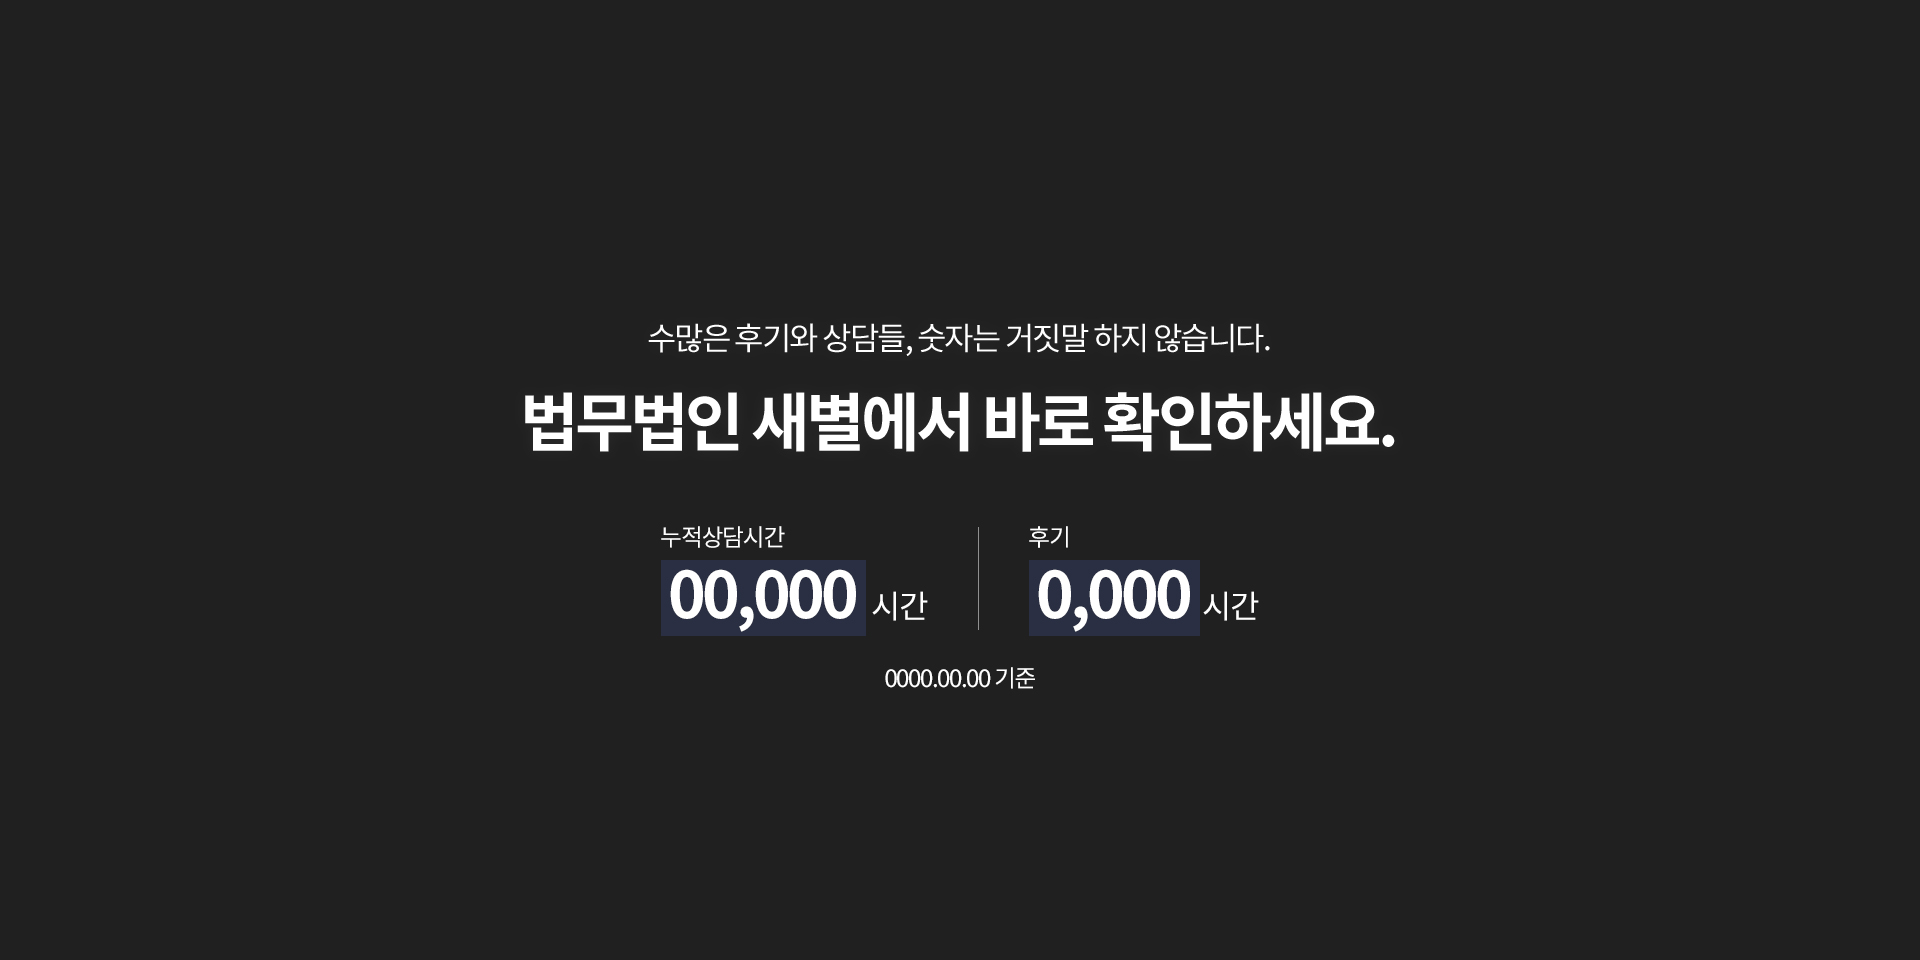 수많은 후기와 상담들, 숫자는 거짓말 하지 않습니다.
법무법인 새별에서 바로 확인하세요.
누적상담시간
00,000 시간
후기
0,000 시간
0000.00.00 기준